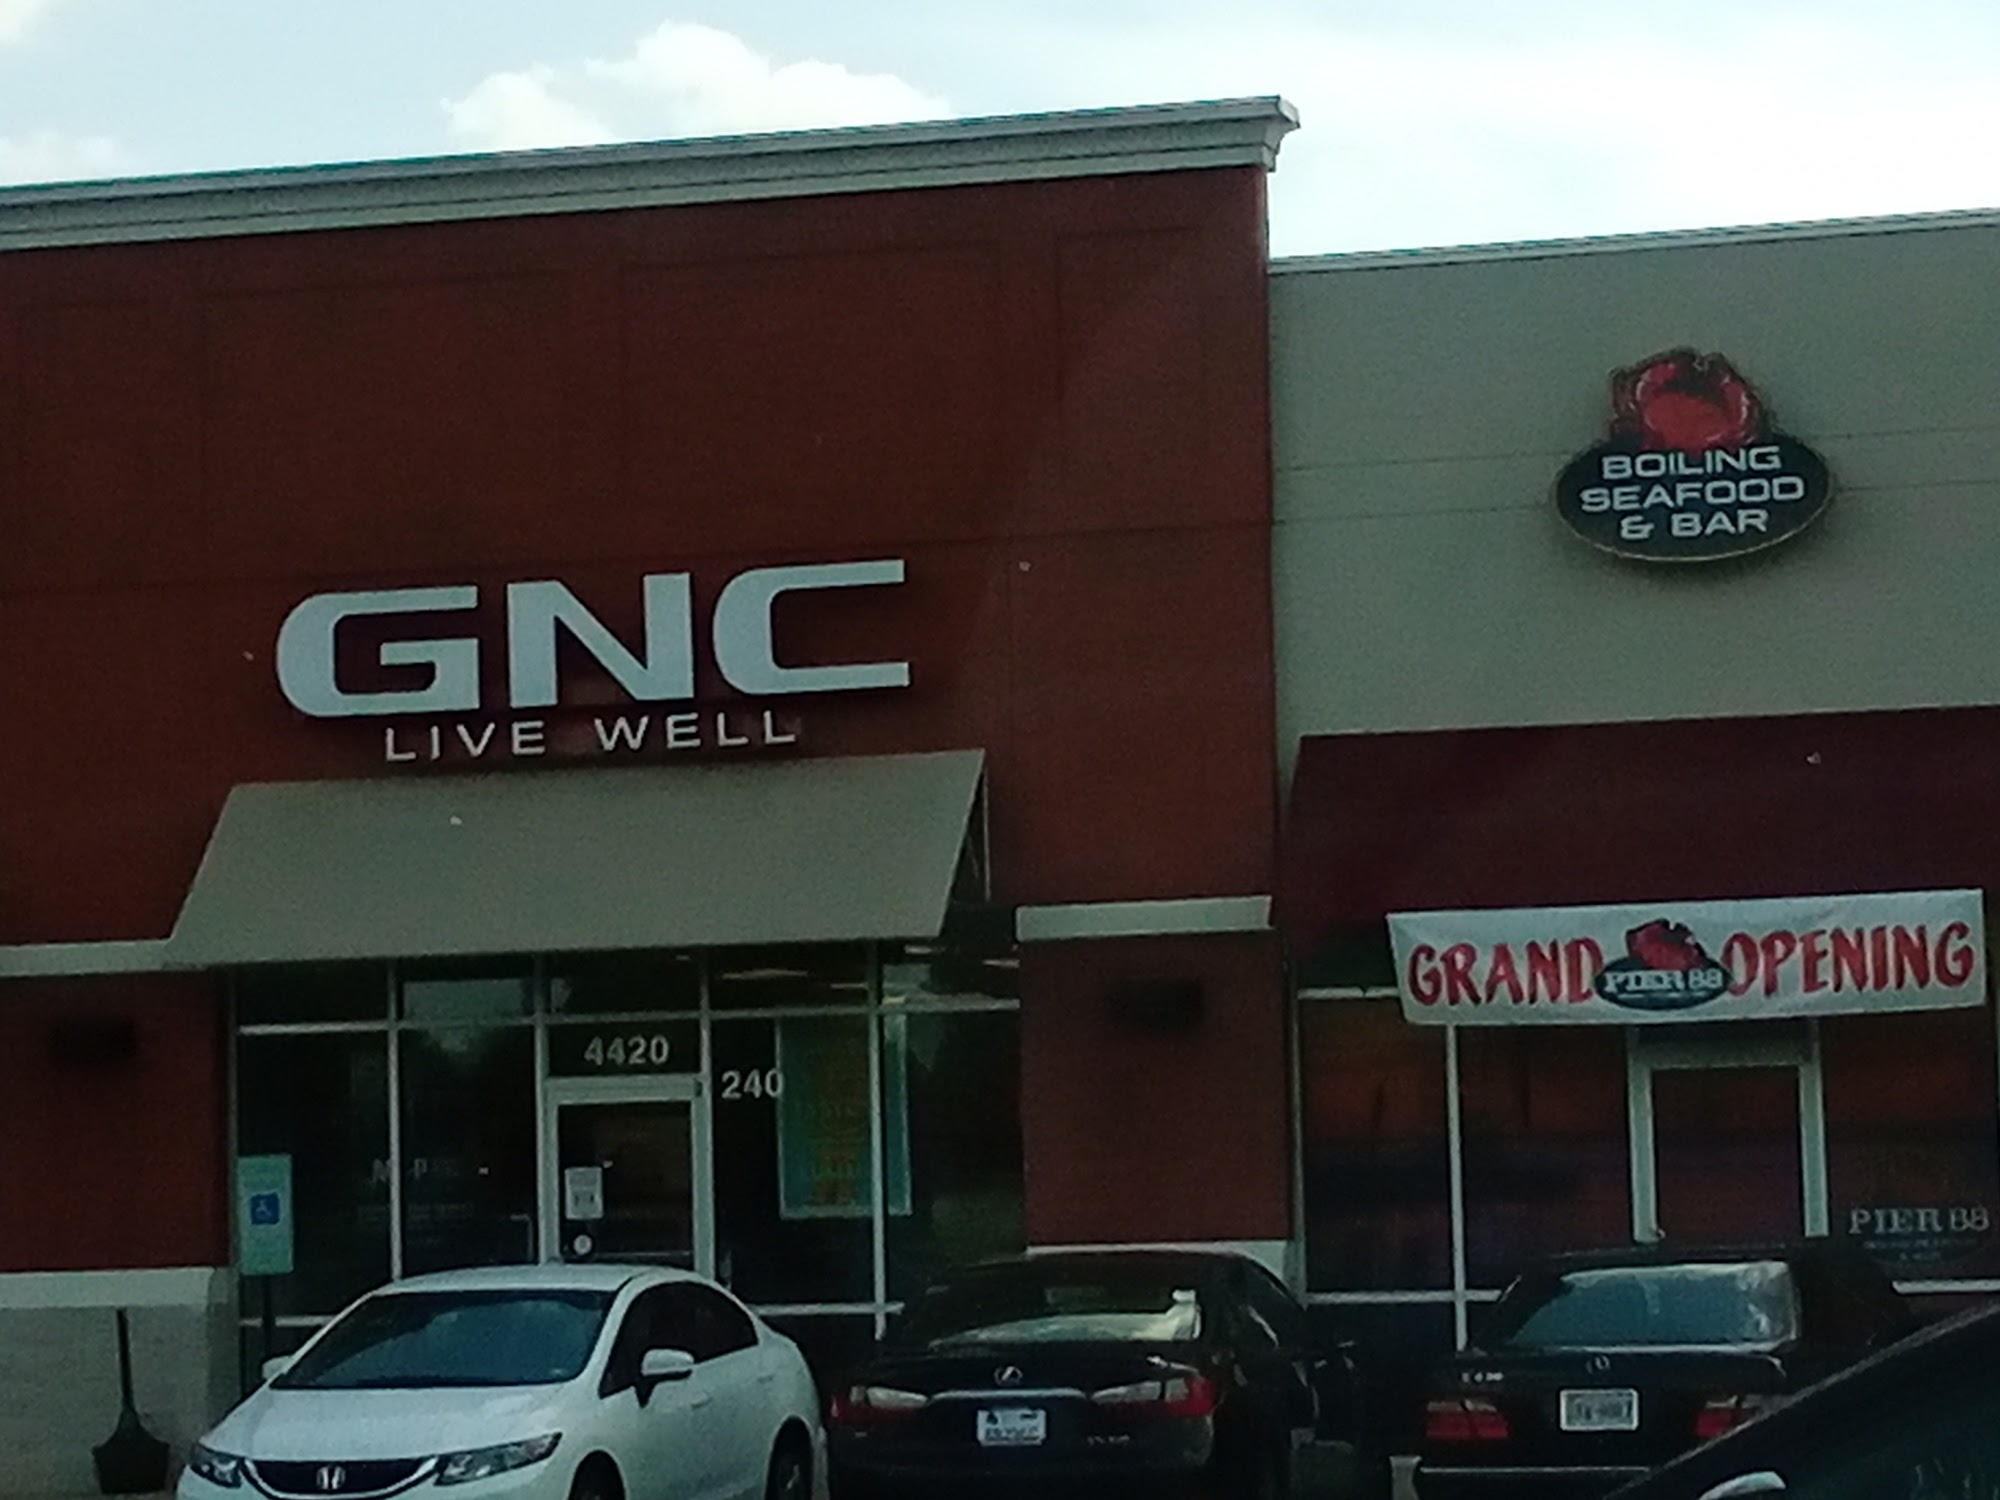 GNC
LIVE WELL
BOILING
SEAFOOD
& BAR
GRAND PIER 88 OPENING
4420
240
PIER 88